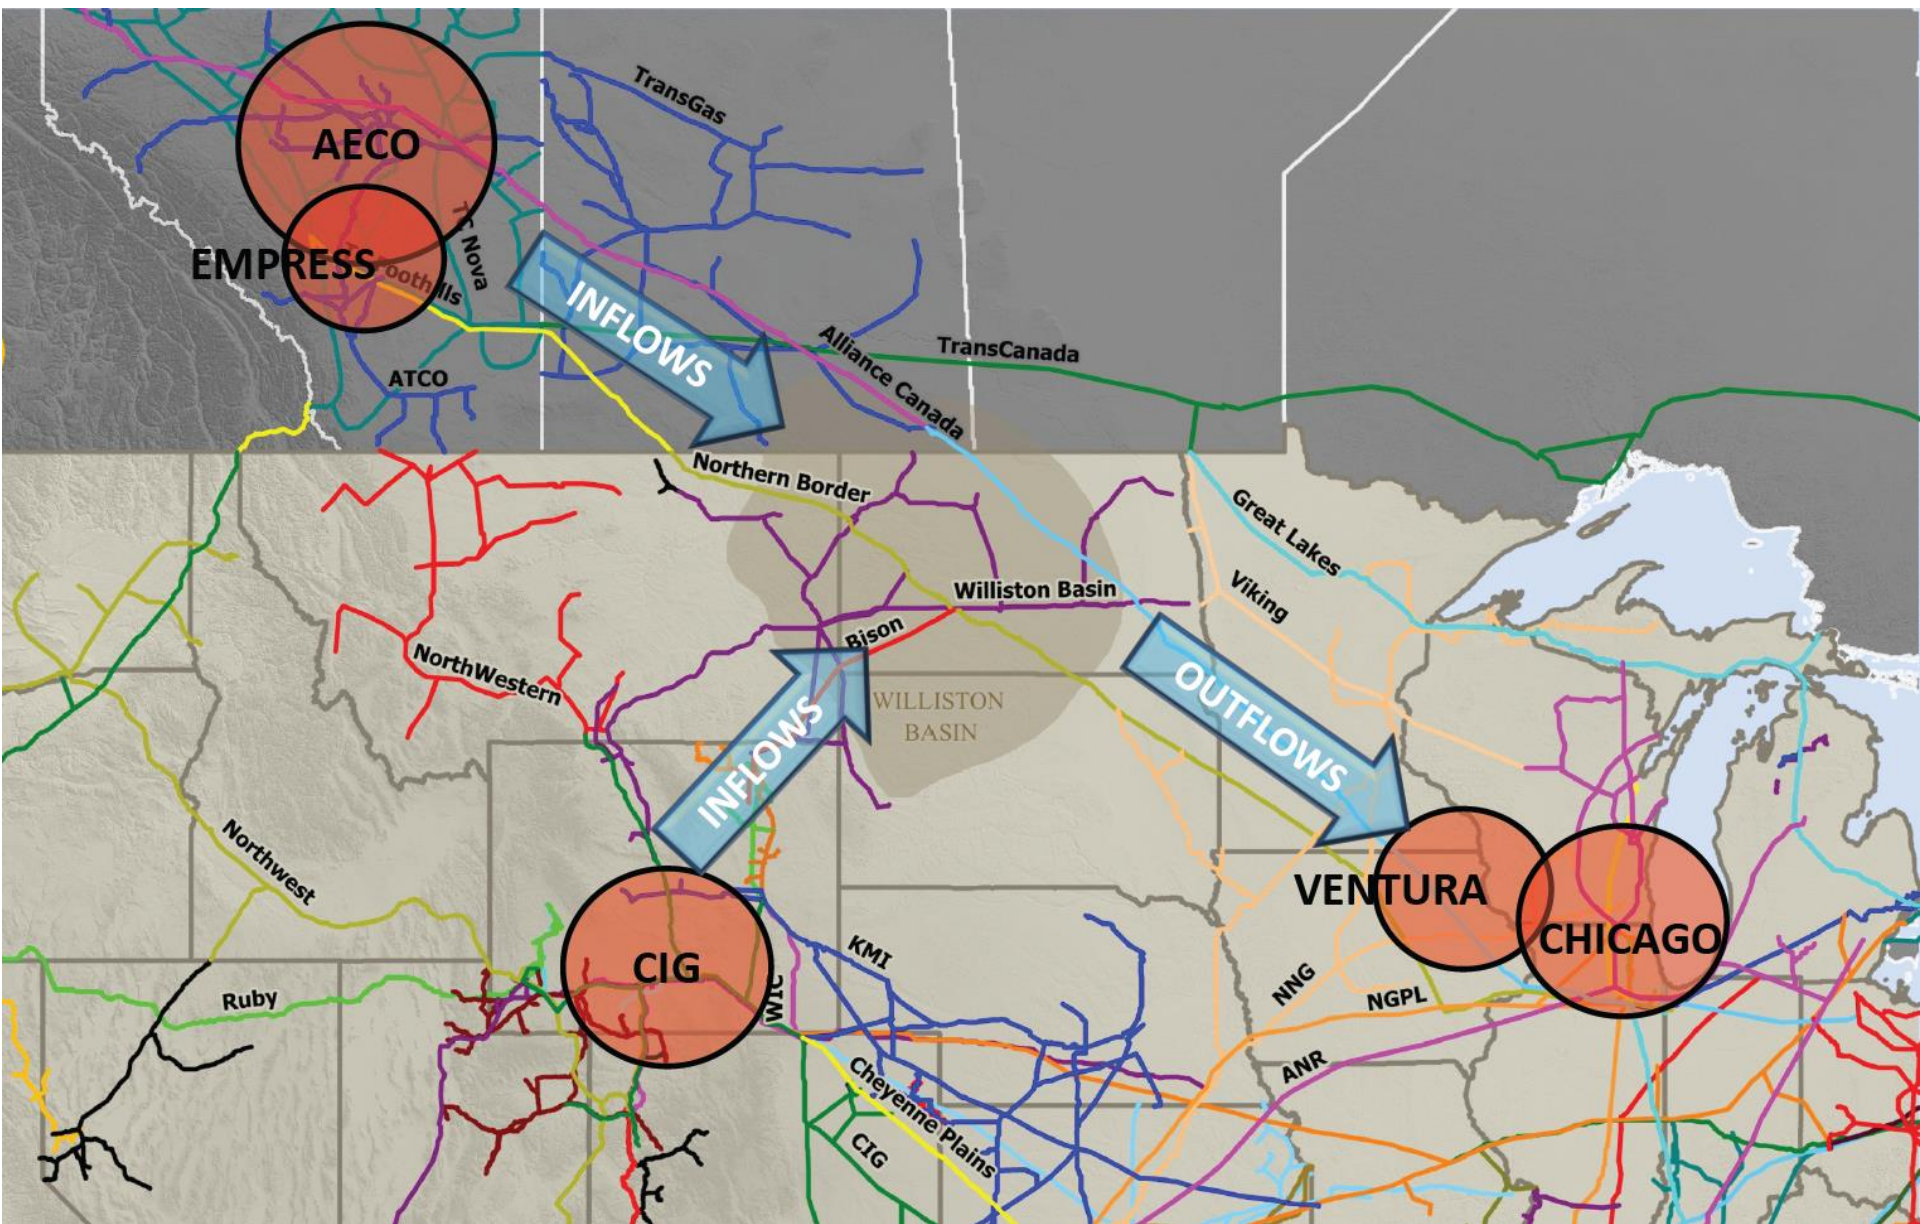 TransGas
AECO
TC Nova
EMPRESS
Foothills
INFLOWS
Alliance Canada
TransCanada
ATCO
Northern Border
Great Lakes
Viking
Williston Basin
Bison
NorthWestern
WILLISTON
BASIN
OUTFLOWS
INFLOWS
Northwest
VENTURA
CHICAGO
KMI
CIG
WIC
NNG
NGPL
Ruby
ANR
Cheyenne Plains
CIG